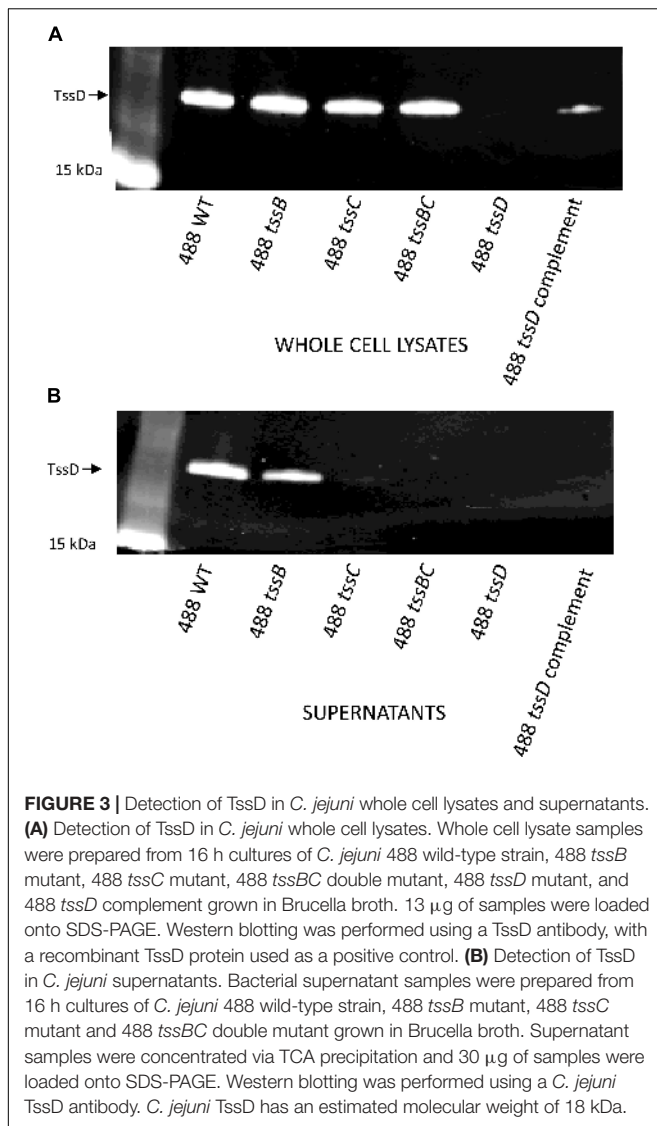 A
TssD
15 kDa
488 WT
488 tssB
488 tssC
488 tssBC
488 tssD
488 tssD complement
WHOLE CELL LYSATES
B
TssD
15 kDa
488 WT
488 tssB
488 tssC
488 tssBC
488 tssD
488 tssD complement
SUPERNATANTS
FIGURE 3 | Detection of TssD in C. jejuni whole cell lysates and supernatants.
(A) Detection of TssD in C. jejuni whole cell lysates. Whole cell lysate samples
were prepared from 16 h cultures of C. jejuni 488 wild-type strain, 488 tssB
mutant, 488 tssC mutant, 488 tssBC double mutant, 488 tssD mutant, and
488 tssD complement grown in Brucella broth. 13 μg of samples were loaded
onto SDS-PAGE. Western blotting was performed using a TssD antibody, with
a recombinant TssD protein used as a positive control. (B) Detection of TssD
in C. jejuni supernatants. Bacterial supernatant samples were prepared from
16 h cultures of C. jejuni 488 wild-type strain, 488 tssB mutant, 488 tssC
mutant and 488 tssBC double mutant grown in Brucella broth. Supernatant
samples were concentrated via TCA precipitation and 30 μg of samples were
loaded onto SDS-PAGE. Western blotting was performed using a C. jejuni
TssD antibody. C. jejuni TssD has an estimated molecular weight of 18 kDa.